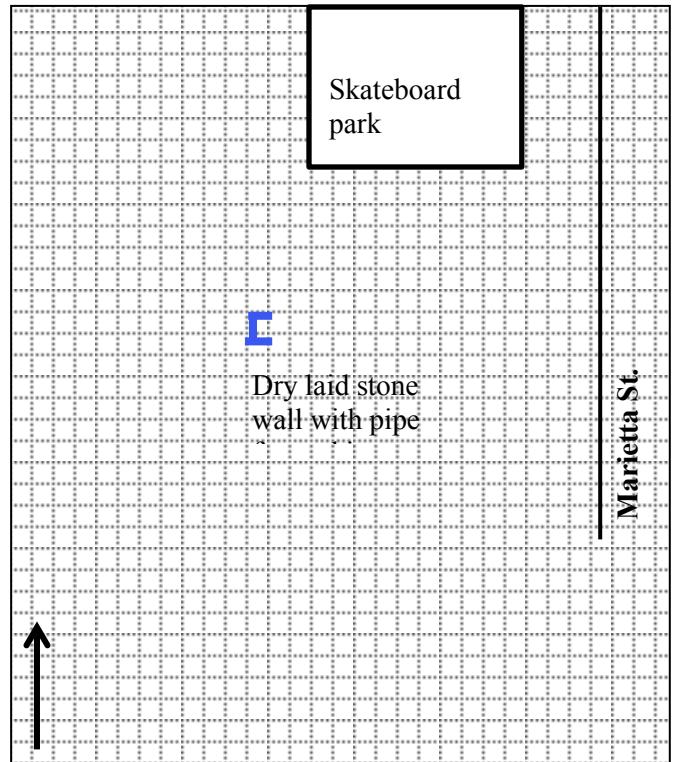 Skateboard
park
Dry laid stone
wall with pipe
Marietta St.